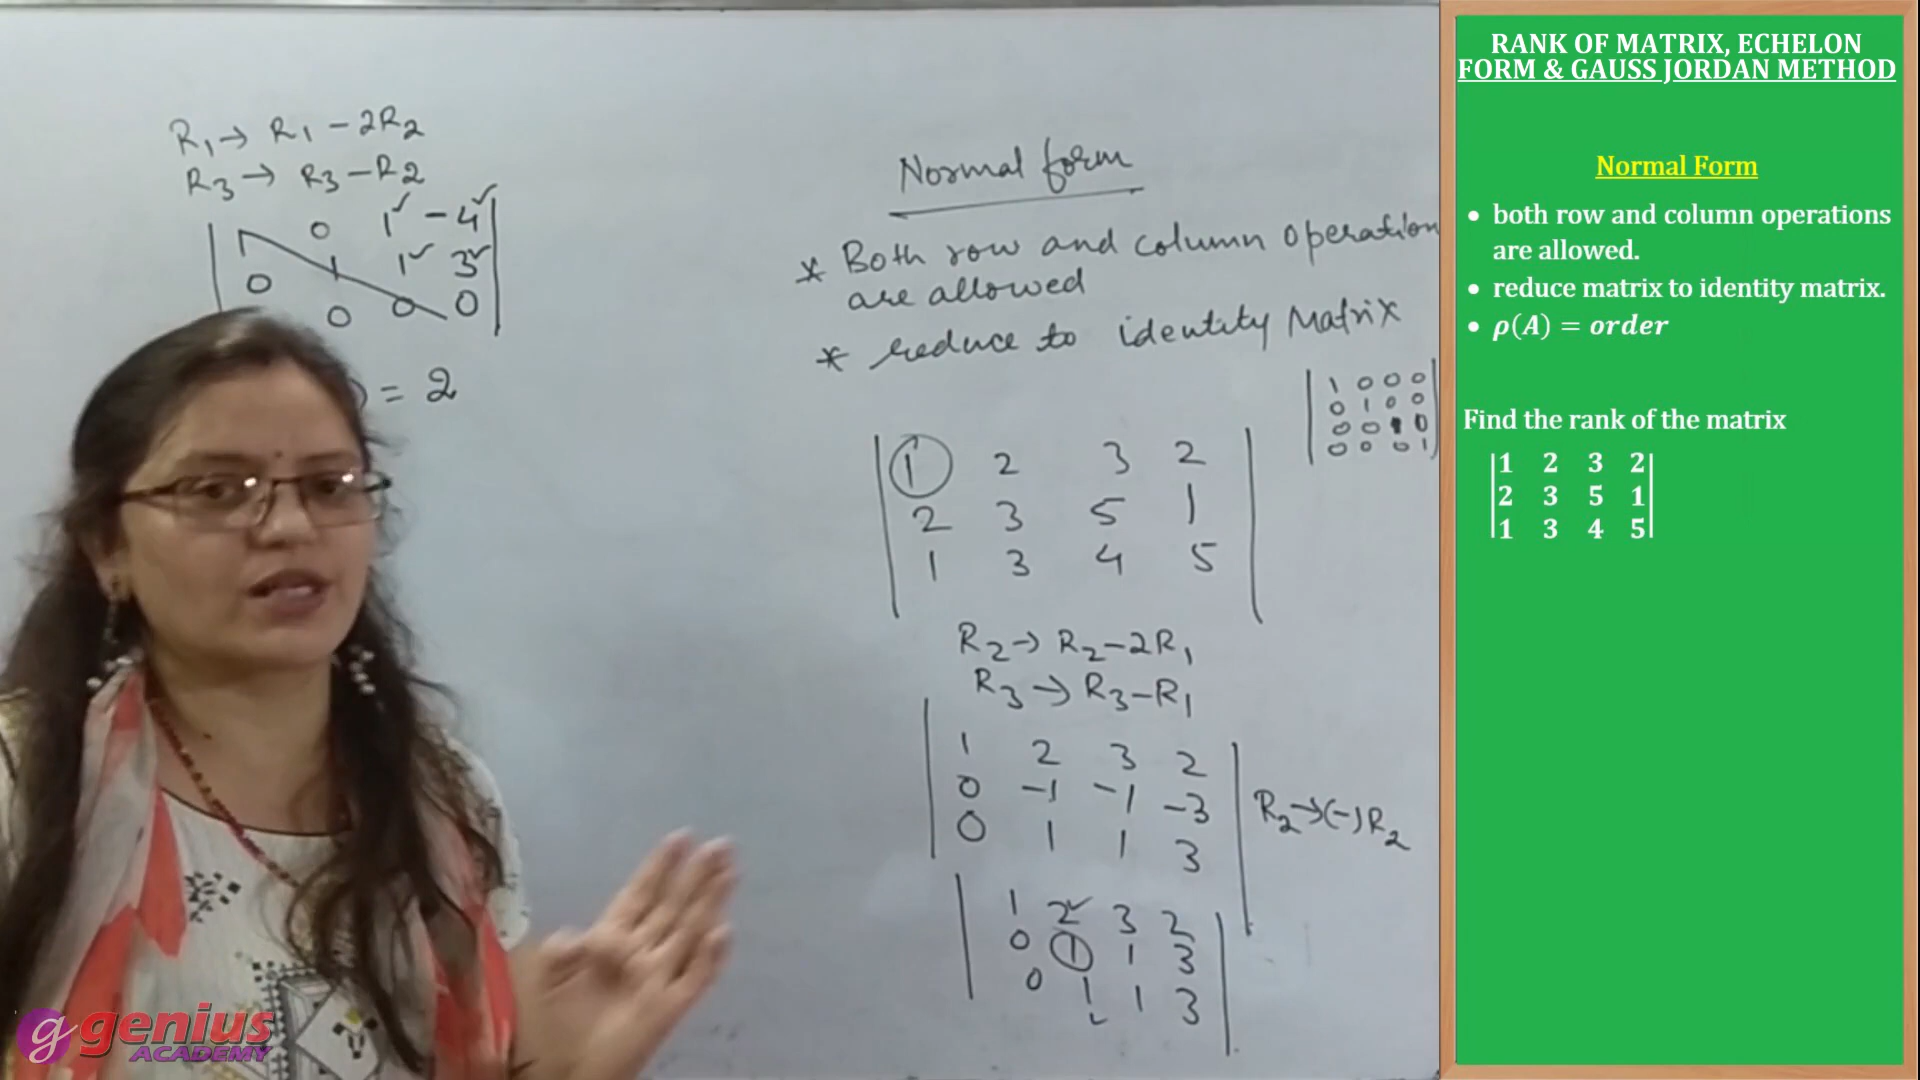 R1 → R1 - 2R2
R3 → R3 - R2
1 0 1 - 4
0 1 1 3
0 0 0
) = 2
Normal form
* Both row and column operation
are allowed
* reduce to identity Matrix
1 0 0 0
0 1 0 0
0 0 1 0
0 0 0 1
1 2 3 2
2 3 5 1
1 3 4 5
R2 → R2 - 2R1
R3 → R3 - R1
1 2 3 2
0 -1 -1 -3
0 1 1 3
R2 → (-) R2
1 2 3 2
0 1 1 3
0 1 1 3
g genius
ACADEMY
RANK OF MATRIX, ECHELON
FORM & GAUSS JORDAN METHOD
Normal Form
• both row and column operations
are allowed.
• reduce matrix to identity matrix.
• ρ(A) = order
Find the rank of the matrix
|1 2 3 2|
|2 3 5 1|
|1 3 4 5|